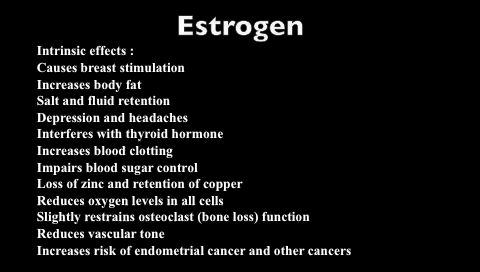 Estrogen
Intrinsic effects :
Causes breast stimulation
Increases body fat
Salt and fluid retention
Depression and headaches
Interferes with thyroid hormone
Increases blood clotting
Impairs blood sugar control
Loss of zinc and retention of copper
Reduces oxygen levels in all cells
Slightly restrains osteoclast (bone loss) function
Reduces vascular tone
Increases risk of endometrial cancer and other cancers